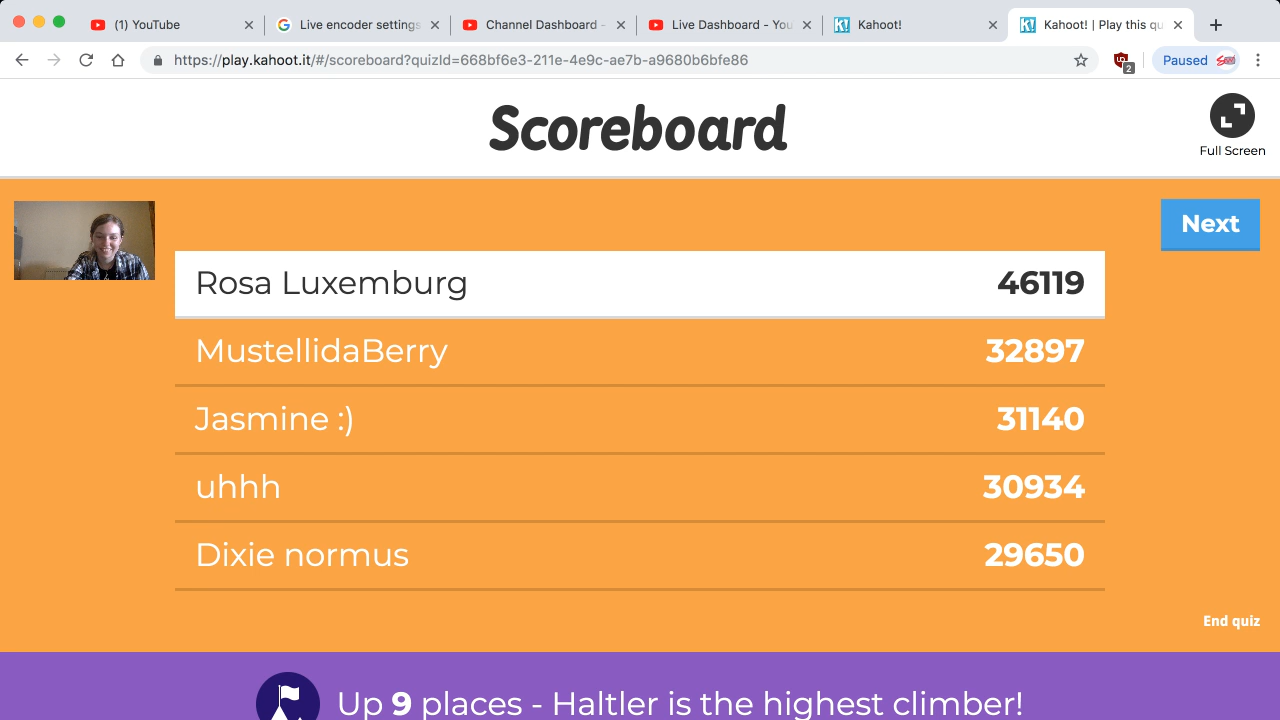 (1) YouTube
Live encoder settings
Channel Dashboard -
Live Dashboard - You
Kahoot!
Kahoot! | Play this qu
https://play.kahoot.it/#/scoreboard?quizId=668bf6e3-211e-4e9c-ae7b-a9680b6bfe86
2
Paused
Scoreboard
Full Screen
Next
Rosa Luxemburg 46119
MustellidaBerry 32897
Jasmine :) 31140
uhhh 30934
Dixie normus 29650
End quiz
Up 9 places - Haltler is the highest climber!